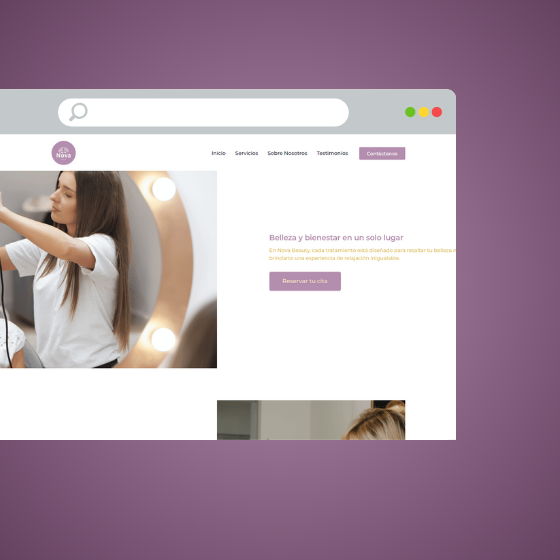 Nova
Inicio Servicios Sobre Nosotros Testimonios Contáctanos
Belleza y bienestar en un solo lugar
En Nova Beauty, cada tratamiento está diseñado para resaltar tu belleza n
brindarte una experiencia de relajación inigualable.
Reservar tu cita